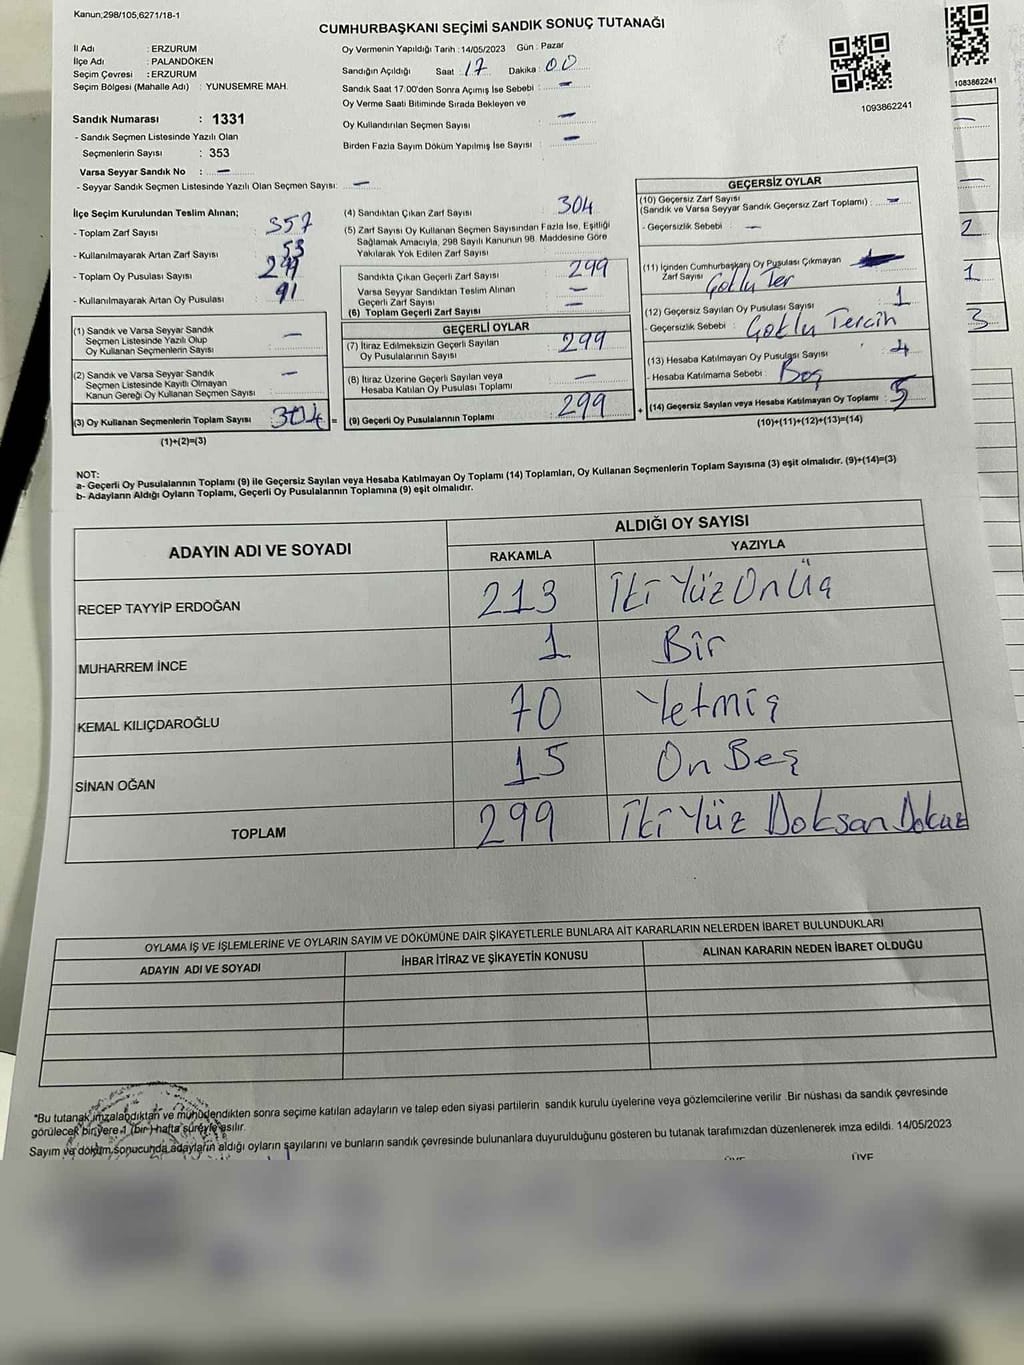 Kanun,298/105,6271/18-1
CUMHURBAŞKANI SEÇİMİ SANDIK SONUÇ TUTANAĞI
İl Adı : ERZURUM
İlçe Adı : PALANDÖKEN
Seçim Çevresi : ERZURUM
Seçim Bölgesi (Mahalle Adı) : YUNUSEMRE MAH.
Sandık Numarası : 1331
- Sandık Seçmen Listesinde Yazılı Olan
Seçmenlerin Sayısı : 353
Varsa Seyyar Sandık No : —
- Seyyar Sandık Seçmen Listesinde Yazılı Olan Seçmen Sayısı: —
Oy Vermenin Yapıldığı Tarih : 14/05/2023 Gün : Pazar
Sandığın Açıldığı Saat : 17 Dakika : 00
Sandık Saat 17:00'den Sonra Açımış İse Sebebi : —
Oy Verme Saati Bitiminde Sırada Bekleyen ve
Oy Kullandırılan Seçmen Sayısı : —
Birden Fazla Sayım Döküm Yapılmış İse Sayısı : —
1093862241
1083862241
İlçe Seçim Kurulundan Teslim Alınan;
- Toplam Zarf Sayısı : 357
- Kullanılmayarak Artan Zarf Sayısı : 53
- Toplam Oy Pusulası Sayısı :
- Kullanılmayarak Artan Oy Pusulası : 91
(1) Sandık ve Varsa Seyyar Sandık
Seçmen Listesinde Yazılı Olup
Oy Kullanan Seçmenlerin Sayısı : —
(2) Sandık ve Varsa Seyyar Sandık
Seçmen Listesinde Kayıtlı Olmayan
Kanun Gereği Oy Kullanan Seçmen Sayısı : —
(3) Oy Kullanan Seçmenlerin Toplam Sayısı : 304 =
(1)+(2)=(3)
(4) Sandıktan Çıkan Zarf Sayısı : 304
(5) Zarf Sayısı Oy Kullanan Seçmen Sayısından Fazla İse, Eşitliği
Sağlamak Amacıyla, 298 Sayılı Kanunun 98. Maddesine Göre
Yakılarak Yok Edilen Zarf Sayısı :
Sandıkta Çıkan Geçerli Zarf Sayısı : 299
Varsa Seyyar Sandıktan Teslim Alınan
Geçerli Zarf Sayısı : —
(6) Toplam Geçerli Zarf Sayısı : —
GEÇERLİ OYLAR
(7) İtiraz Edilmeksizin Geçerli Sayılan
Oy Pusulalarının Sayısı : 299
(8) İtiraz Üzerine Geçerli Sayılan veya
Hesaba Katılan Oy Pusulası Toplamı : —
(9) Geçerli Oy Pusulalarının Toplamı : 299 +
GEÇERSİZ OYLAR
(10) Geçersiz Zarf Sayısı
(Sandık ve Varsa Seyyar Sandık Geçersiz Zarf Toplamı) : —
- Geçersizlik Sebebi : —
(11) İçinden Cumhurbaşkanı Oy Pusulası Çıkmayan
Zarf Sayısı : Çoklu Ter
(12) Geçersiz Sayılan Oy Pusulası Sayısı : 1
- Geçersizlik Sebebi : Çoklu Tercih
(13) Hesaba Katılmayan Oy Pusulası Sayısı : 4
- Hesaba Katılmama Sebebi : Boş
(14) Geçersiz Sayılan veya Hesaba Katılmayan Oy Toplamı : 5
(10)+(11)+(12)+(13)=(14)
2
1
3
NOT:
a- Geçerli Oy Pusulalarının Toplamı (9) ile Geçersiz Sayılan veya Hesaba Katılmayan Oy Toplamı (14) Toplamları, Oy Kullanan Seçmenlerin Toplam Sayısına (3) eşit olmalıdır. (9)+(14)=(3)
b- Adayların Aldığı Oyların Toplamı, Geçerli Oy Pusulalarının Toplamına (9) eşit olmalıdır.
ADAYIN ADI VE SOYADI ALDIĞI OY SAYISI
RAKAMLA YAZIYLA
RECEP TAYYİP ERDOĞAN 213 İki Yüz On Üç
MUHARREM İNCE 1 Bir
KEMAL KILIÇDAROĞLU 70 Yetmiş
SİNAN OĞAN 15 On Beş
TOPLAM 299 İki Yüz Doksan Dokuz
OYLAMA İŞ VE İŞLEMLERİNE VE OYLARIN SAYIM VE DÖKÜMÜNE DAİR ŞİKAYETLERLE BUNLARA AİT KARARLARIN NELERDEN İBARET BULUNDUKLARI
ADAYIN ADI VE SOYADI İHBAR İTİRAZ VE ŞİKAYETİN KONUSU ALINAN KARARIN NEDEN İBARET OLDUĞU
*Bu tutanak imzalandıktan ve mühürlendikten sonra seçime katılan adayların ve talep eden siyasi partilerin sandık kurulu üyelerine veya gözlemcilerine verilir .Bir nüshası da sandık çevresinde
görülecek bir yere 1 (bir) hafta süreyle asılır.
Sayım ve döküm sonucunda adayların aldığı oyların sayılarını ve bunların sandık çevresinde bulunanlara duyurulduğunu gösteren bu tutanak tarafımızdan düzenlenerek imza edildi. 14/05/2023
ÜYE ÜYE